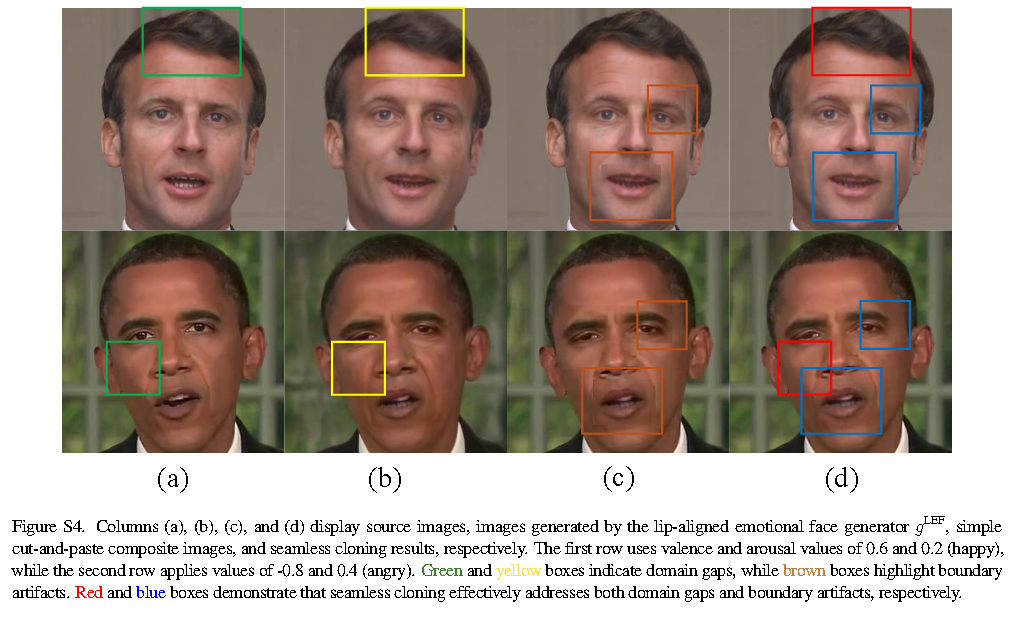 (a) (b) (c) (d)
Figure S4. Columns (a), (b), (c), and (d) display source images, images generated by the lip-aligned emotional face generator g^LEF, simple
cut-and-paste composite images, and seamless cloning results, respectively. The first row uses valence and arousal values of 0.6 and 0.2 (happy),
while the second row applies values of -0.8 and 0.4 (angry). Green and yellow boxes indicate domain gaps, while brown boxes highlight boundary
artifacts. Red and blue boxes demonstrate that seamless cloning effectively addresses both domain gaps and boundary artifacts, respectively.